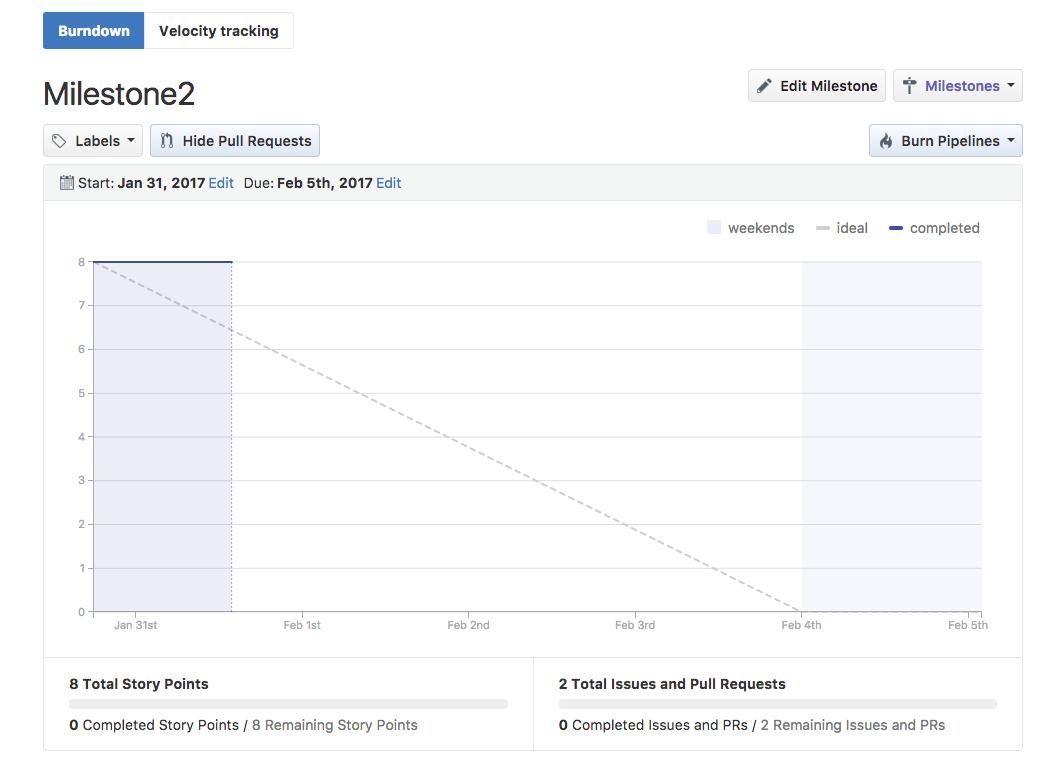 Burndown Velocity tracking
Milestone2
Edit Milestone Milestones
Labels Hide Pull Requests Burn Pipelines
Start: Jan 31, 2017 Edit Due: Feb 5th, 2017 Edit
weekends ideal completed
8
7
6
5
4
3
2
1
0
Jan 31st Feb 1st Feb 2nd Feb 3rd Feb 4th Feb 5th
8 Total Story Points
0 Completed Story Points / 8 Remaining Story Points
2 Total Issues and Pull Requests
0 Completed Issues and PRs / 2 Remaining Issues and PRs